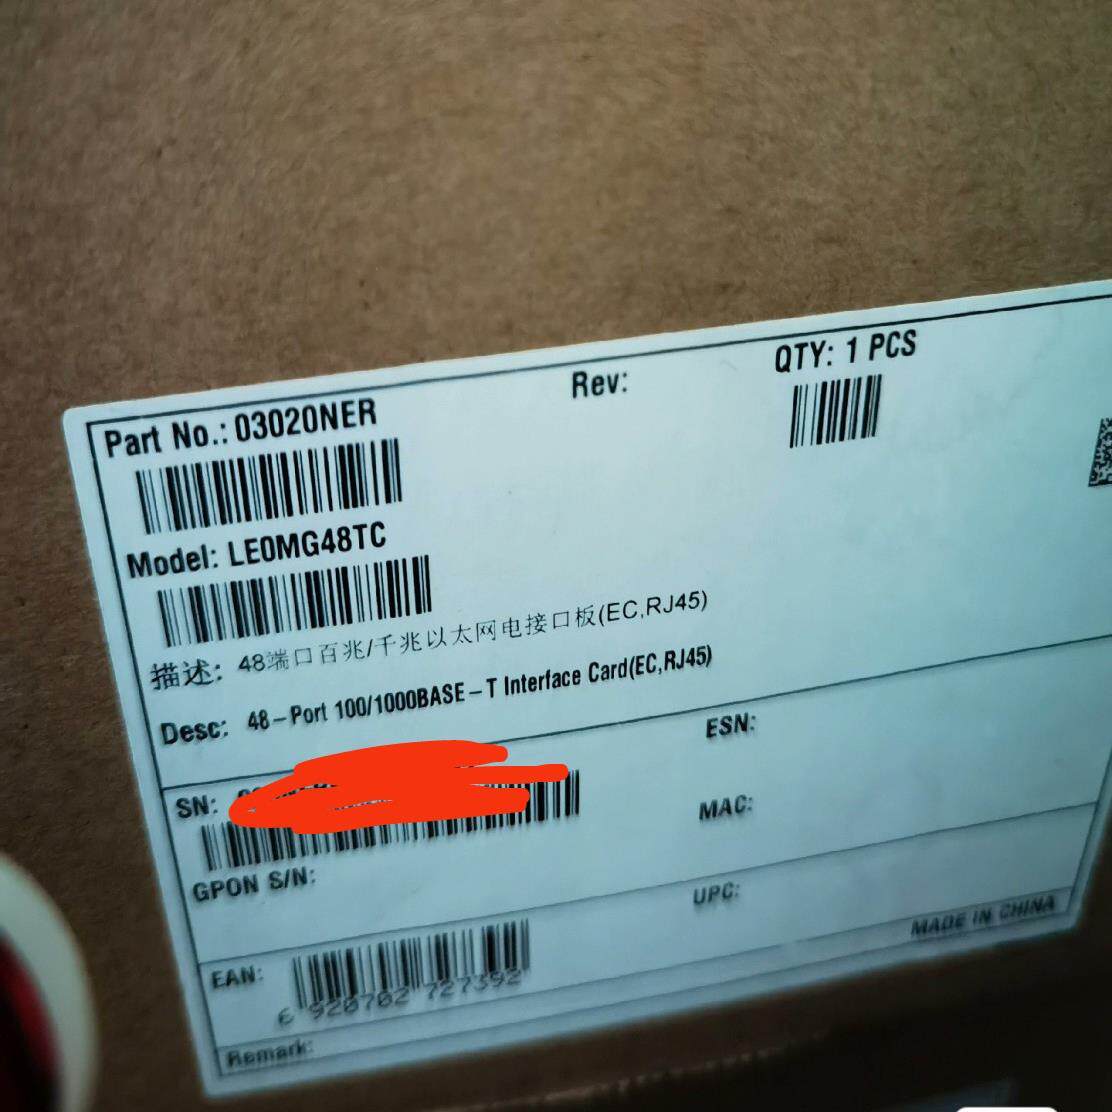 Part No.: 03020NER
Rev:
QTY: 1 PCS
Model: LE0MG48TC
描述: 48端口百兆/千兆以太网电接口板(EC,RJ45)
Desc: 48-Port 100/1000BASE-T Interface Card(EC,RJ45)
SN:
ESN:
MAC:
GPON S/N:
UPC:
EAN:
6 920702 727392
MADE IN CHINA
Remark: